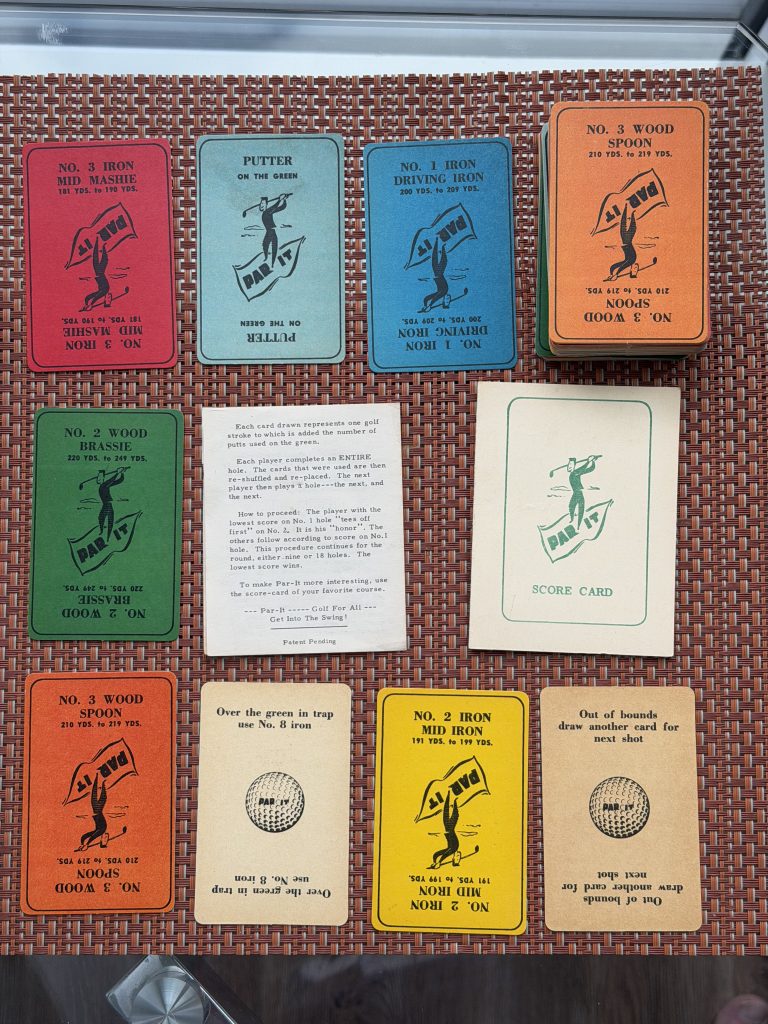 NO. 3 IRON
MID MASHIE
181 YDS. to 190 YDS.
PAR IT
181 YDS. to 190 YDS.
NO. 3 IRON
MID MASHIE
PUTTER
ON THE GREEN
PAR IT
PUTTER
ON THE GREEN
NO. 1 IRON
DRIVING IRON
200 YDS. to 209 YDS.
PAR IT
NO. 1 IRON
DRIVING IRON
200 YDS. to 209 YDS.
NO. 3 WOOD
SPOON
210 YDS. to 219 YDS.
PAR IT
NO. 3 WOOD
SPOON
210 YDS. to 219
NO. 2 WOOD
BRASSIE
220 YDS. to 249 YDS.
PAR IT
NO. 2 WOOD
BRASSIE
220 YDS. to 249 YDS.
Each card drawn represents one golf
stroke to which is added the number of
putts used on the green.
Each player completes an ENTIRE
hole. The cards that were used are then
re-shuffled and re-placed. The next
player then plays a hole---the next, and
the next.
How to proceed: The player with the
lowest score on No. 1 hole "tees off
first" on No. 2. It is his "honor". The
others follow according to score on No.1
hole. This procedure continues for the
round, either nine or 18 holes. The
lowest score wins.
To make Par-It more interesting, use
the score-card of your favorite course.
--- Par-It ----- Golf For All ---
Get Into The Swing!
Patent Pending
PAR IT
SCORE CARD
NO. 3 WOOD
SPOON
210 YDS. to 219 YDS.
PAR IT
NO. 3 WOOD
SPOON
210 YDS. to 219 YDS.
Over the green in trap
use No. 8 iron
PAR IT
Over the green in trap
use No. 8 iron
NO. 2 IRON
MID IRON
191 YDS. to 199 YDS.
PAR IT
NO. 2 IRON
MID IRON
191 YDS. to 199 YDS.
Out of bounds
draw another card for
next shot
PAR IT
Out of bounds
draw another card for
next shot